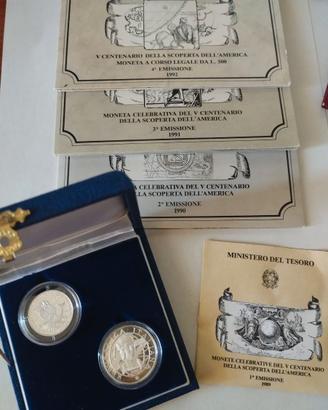 V CENTENARIO DELLA SCOPERTA DELL'AMERICA
MONETA A CORSO LEGALE DA L. 500
4ª EMISSIONE
1992
MONETA CELEBRATIVA DEL V CENTENARIO
DELLA SCOPERTA DELL'AMERICA
3ª EMISSIONE
1991
MONETA CELEBRATIVA DEL V CENTENARIO
DELLA SCOPERTA DELL'AMERICA
2ª EMISSIONE
1990
MINISTERO DEL TESORO
MONETE CELEBRATIVE DEL V CENTENARIO
DELLA SCOPERTA DELL'AMERICA
1ª EMISSIONE
1989